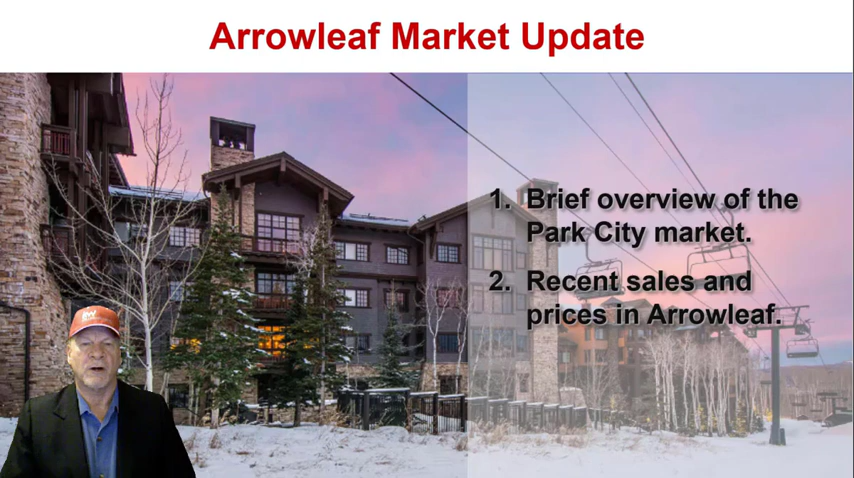 Arrowleaf Market Update
1. Brief overview of the
Park City market.
2. Recent sales and
prices in Arrowleaf.